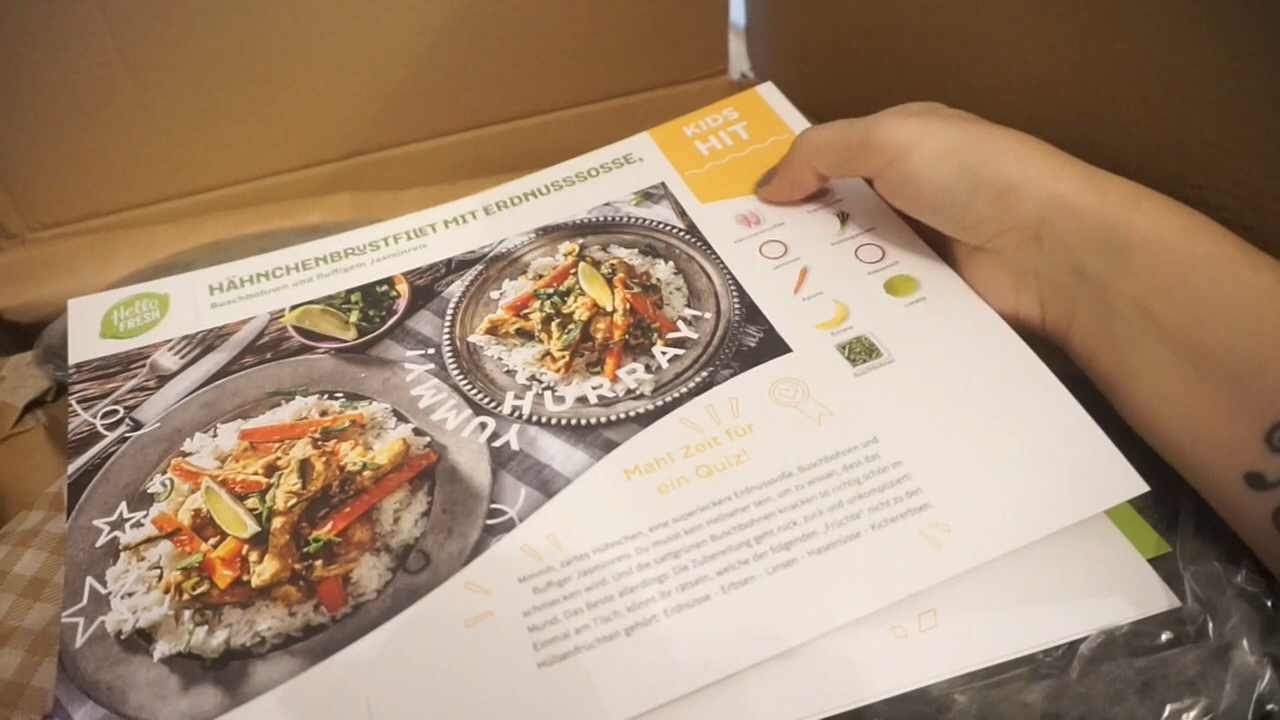 KIDS
HIT
HÄHNCHENBRUSTFILET MIT ERDNUSSSOSSE,
Buschbohnen und fluffigem Jasminreis
Hello
FRESH
YUMMY!
HURRAY!
Karotte
Limette
Banane
Buschbohnen
Mahl Zeit für
ein Quiz!
Mmmh, zartes Hühnchen, eine superleckere Erdnusssoße, Buschbohnen und
fluffiger Jasminreis. Du musst kein Hellseher sein, um zu wissen, dass das
schmecken wird. Und die sattgrünen Buschbohnen knacken so richtig schön im
Mund. Das Beste allerdings: Die Zubereitung geht ruck, zuck und unkompliziert.
Einmal am Tisch, könnt ihr rätseln, welche der folgenden „Früchte" nicht zu den
Hülsenfrüchten gehört: Erdnüsse - Erbsen - Linsen - Haselnüsse - Kichererbsen.